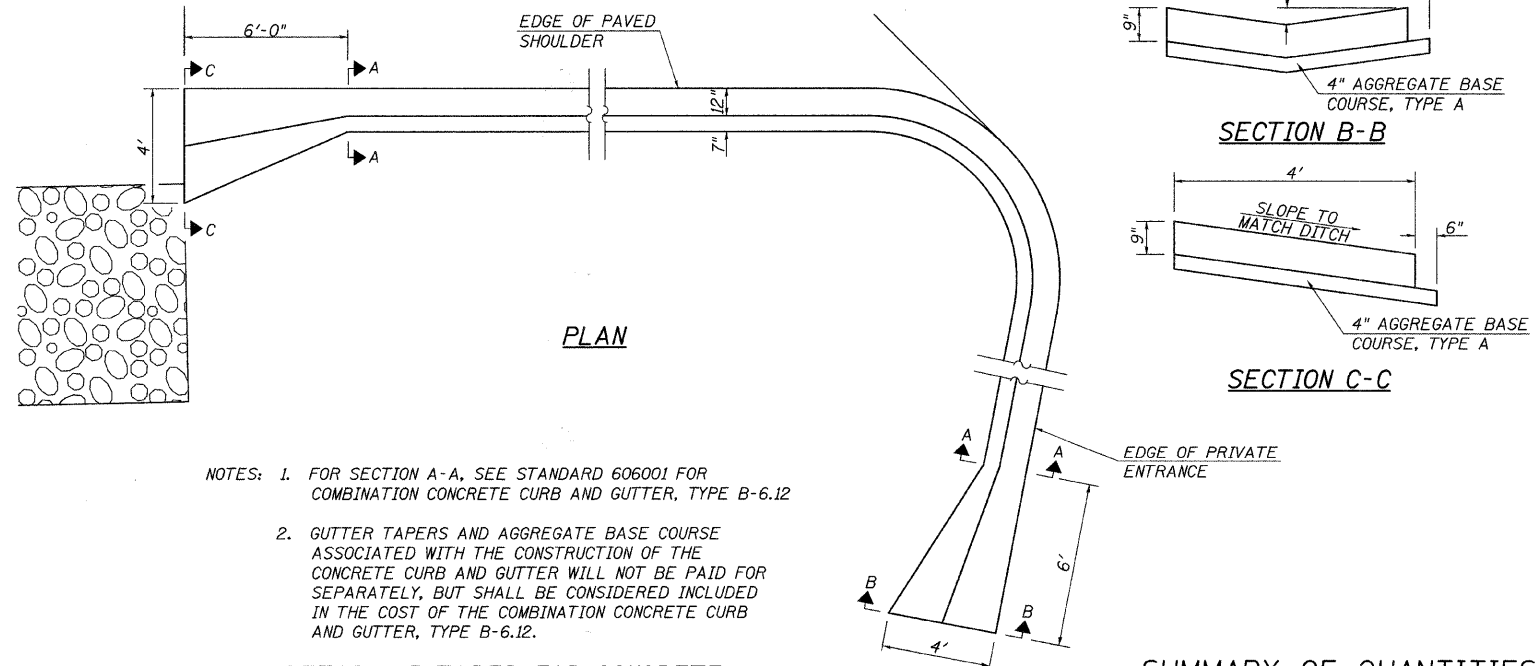 6'-0"
EDGE OF PAVED
SHOULDER
C
A
4'
12"
7"
A
C
PLAN
9"
4" AGGREGATE BASE
COURSE, TYPE A
SECTION B-B
4'
SLOPE TO
MATCH DITCH
9"
6"
4" AGGREGATE BASE
COURSE, TYPE A
SECTION C-C
A
A
EDGE OF PRIVATE
ENTRANCE
6'
B
B
4'
NOTES: 1. FOR SECTION A-A, SEE STANDARD 606001 FOR
COMBINATION CONCRETE CURB AND GUTTER, TYPE B-6.12
2. GUTTER TAPERS AND AGGREGATE BASE COURSE
ASSOCIATED WITH THE CONSTRUCTION OF THE
CONCRETE CURB AND GUTTER WILL NOT BE PAID FOR
SEPARATELY, BUT SHALL BE CONSIDERED INCLUDED
IN THE COST OF THE COMBINATION CONCRETE CURB
AND GUTTER, TYPE B-6.12.
SUMMARY OF QUANTITIES